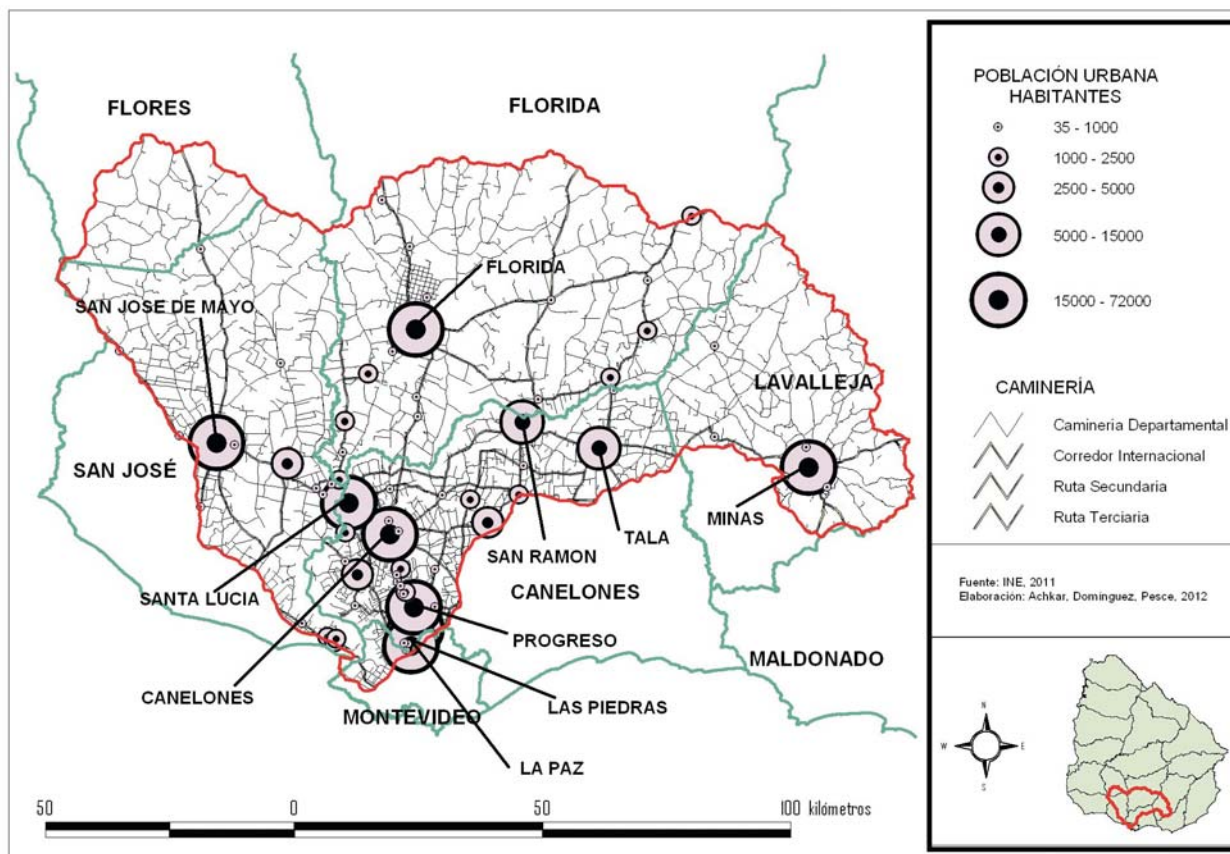 FLORES
FLORIDA
FLORIDA
SAN JOSE DE MAYO
LAVALLEJA
SAN JOSÉ
MINAS
TALA
SAN RAMON
SANTA LUCIA
CANELONES
PROGRESO
MALDONADO
CANELONES
LAS PIEDRAS
MONTEVIDEO
LA PAZ
50 0 50 100 kilómetros
POBLACIÓN URBANA
HABITANTES
35 - 1000
1000 - 2500
2500 - 5000
5000 - 15000
15000 - 72000
CAMINERÍA
Camineria Departamental
Corredor Internacional
Ruta Secundaria
Ruta Terciaria
Fuente: INE, 2011
Elaboración: Achkar, Dominguez, Pesce, 2012
N
W E
S